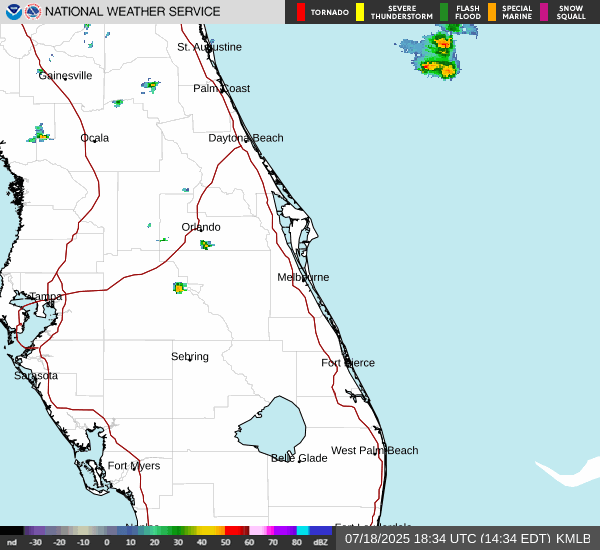 NATIONAL WEATHER SERVICE
TORNADO
SEVERE THUNDERSTORM
FLASH FLOOD
SPECIAL MARINE
SNOW SQUALL
St. Augustine
Gainesville
Palm Coast
Ocala
Daytona Beach
Orlando
Melbourne
Tampa
Sebring
Fort Pierce
Sarasota
West Palm Beach
Belle Glade
Fort Myers
nd -30 -20 -10 0 10 20 30 40 50 60 70 80 dBZ
07/18/2025 18:34 UTC (14:34 EDT) KMLB